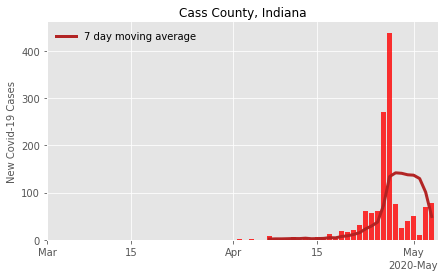 Cass County, Indiana
7 day moving average
New Covid-19 Cases
400
300
200
100
0
Mar 15 Apr 15 May
2020-May